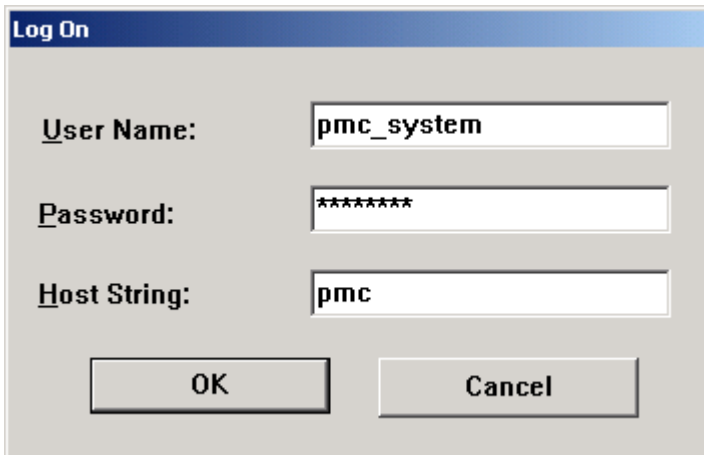 Log On
User Name: pmc_system
Password: ********
Host String: pmc
OK Cancel